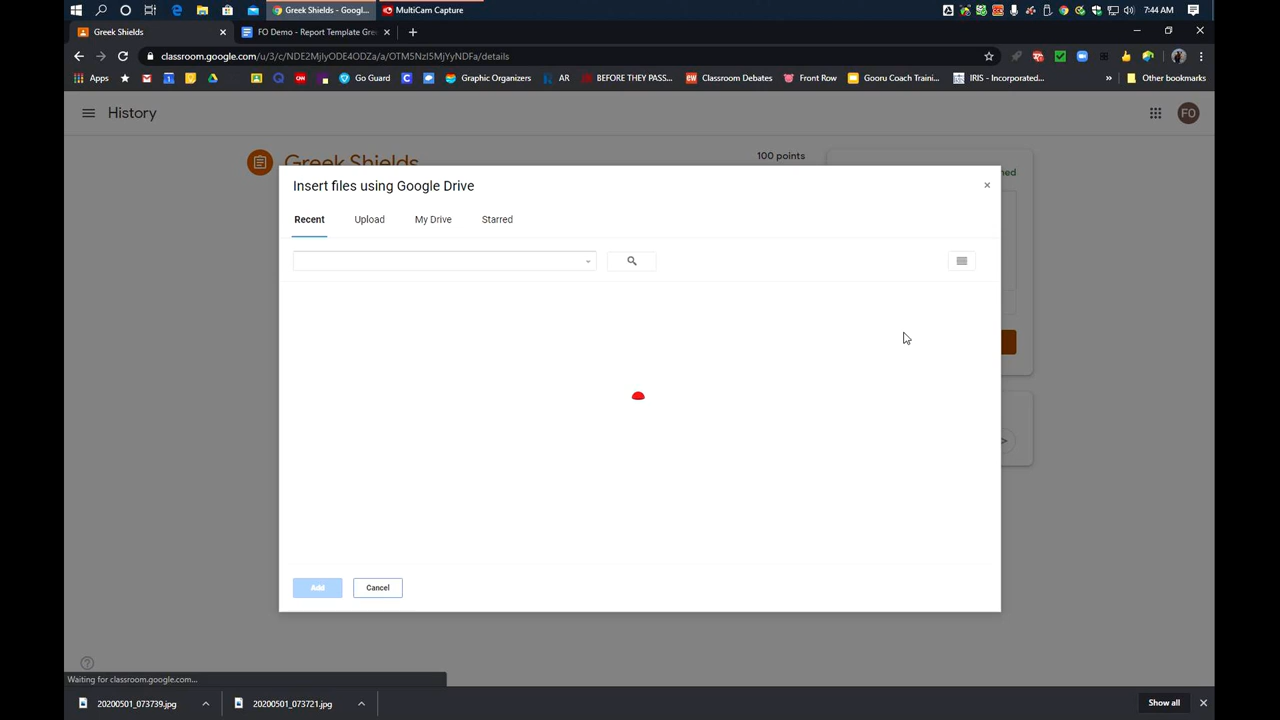 Greek Shields - Googl...
MultiCam Capture
7:44 AM
Greek Shields
FO Demo - Report Template Gre
classroom.google.com/u/3/c/NDE2MjIyODE4ODZa/a/OTM5NzI5MjYyNDFa/details
Apps
Go Guard
Graphic Organizers
AR
BEFORE THEY PASS...
Classroom Debates
Front Row
Gooru Coach Traini...
IRIS - Incorporated...
»
Other bookmarks
History
FO
Greek Shields
100 points
ned
Insert files using Google Drive
Recent
Upload
My Drive
Starred
Add
Cancel
Waiting for classroom.google.com...
20200501_073739.jpg
20200501_073721.jpg
Show all